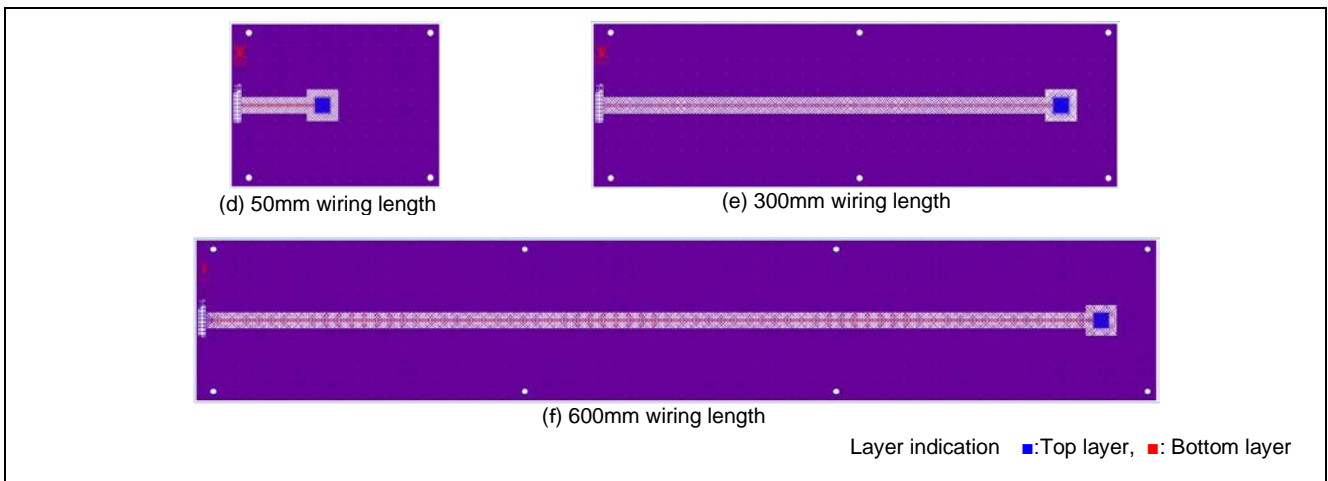 (d) 50mm wiring length
(e) 300mm wiring length
(f) 600mm wiring length
Layer indication ■:Top layer, ■: Bottom layer